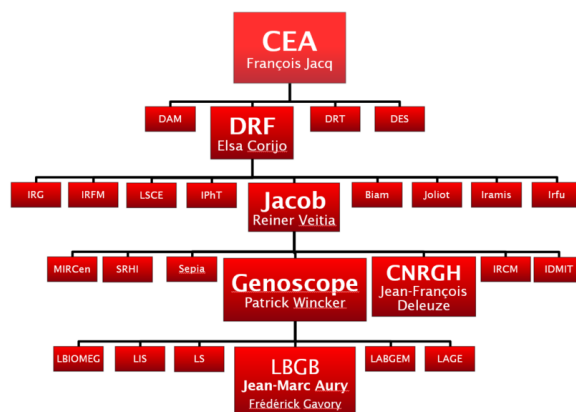 CEA
François Jacq
DAM
DRF
Elsa Corijo
DRT
DES
IRG
IRFM
LSCE
IPhT
Jacob
Reiner Veitia
Biam
Joliot
Iramis
Irfu
MIRCen
SRHI
Sepia
Genoscope
Patrick Wincker
CNRGH
Jean-François
Deleuze
IRCM
IDMIT
LBIOMEG
LIS
LS
LBGB
Jean-Marc Aury
Frédérick Gavory
LABGEM
LAGE